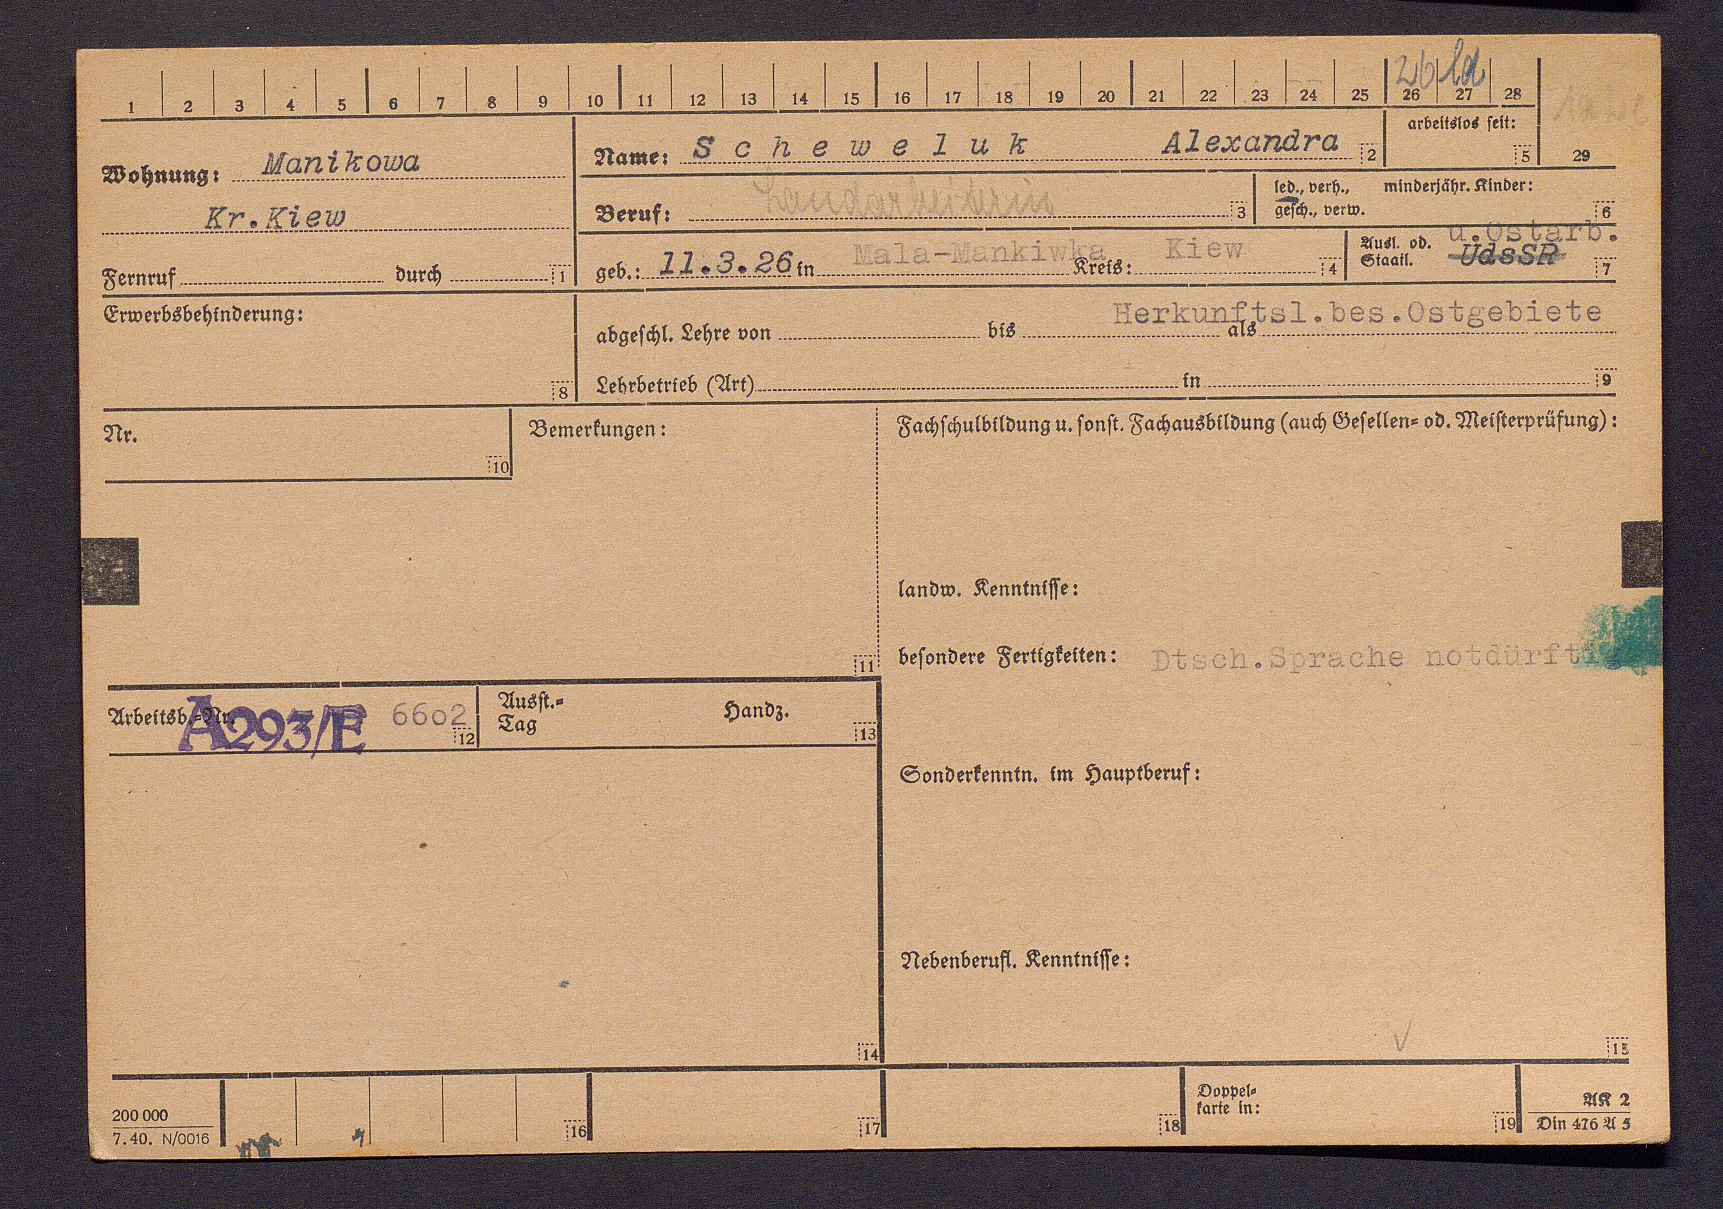 26 ld
1 2 3 4 5 6 7 8 9 10 11 12 13 14 15 16 17 18 19 20 21 22 23 24 25 26 27 28
29
arbeitslos seit:
5
Wohnung: Manikowa
Kr.Kiew
Fernruf durch 1
Name: S c h e w e l u k Alexandra 2
Beruf: Landarbeiterin 3
led., verh.,
gesch., verw.
minderjähr. Kinder:
6
geb.: 11.3.26 in Mala-Mankiwka Kreis: Kiew 4
Ausl. od.
Staatl.
u.Ostarb.
UdsSR
7
Erwerbsbehinderung:
8
Herkunftsl.bes.Ostgebiete
abgeschl. Lehre von bis als
Lehrbetrieb (Art) in 9
Nr.
10
Bemerkungen:
11
Fachschulbildung u. sonst. Fachausbildung (auch Gesellen- od. Meisterprüfung):
landw. Kenntnisse:
besondere Fertigkeiten: Dtsch.Sprache notdürftig
Arbeitsb.-Nr. A293/E 6602
12
Ausst.-
Tag
Handz.
13
Sonderkenntn. im Hauptberuf:
Nebenberufl. Kenntnisse:
14
15
200 000
7. 40. N/0016
16
17
18
Doppel-
karte in:
19
AK 2
Din 476 A 5